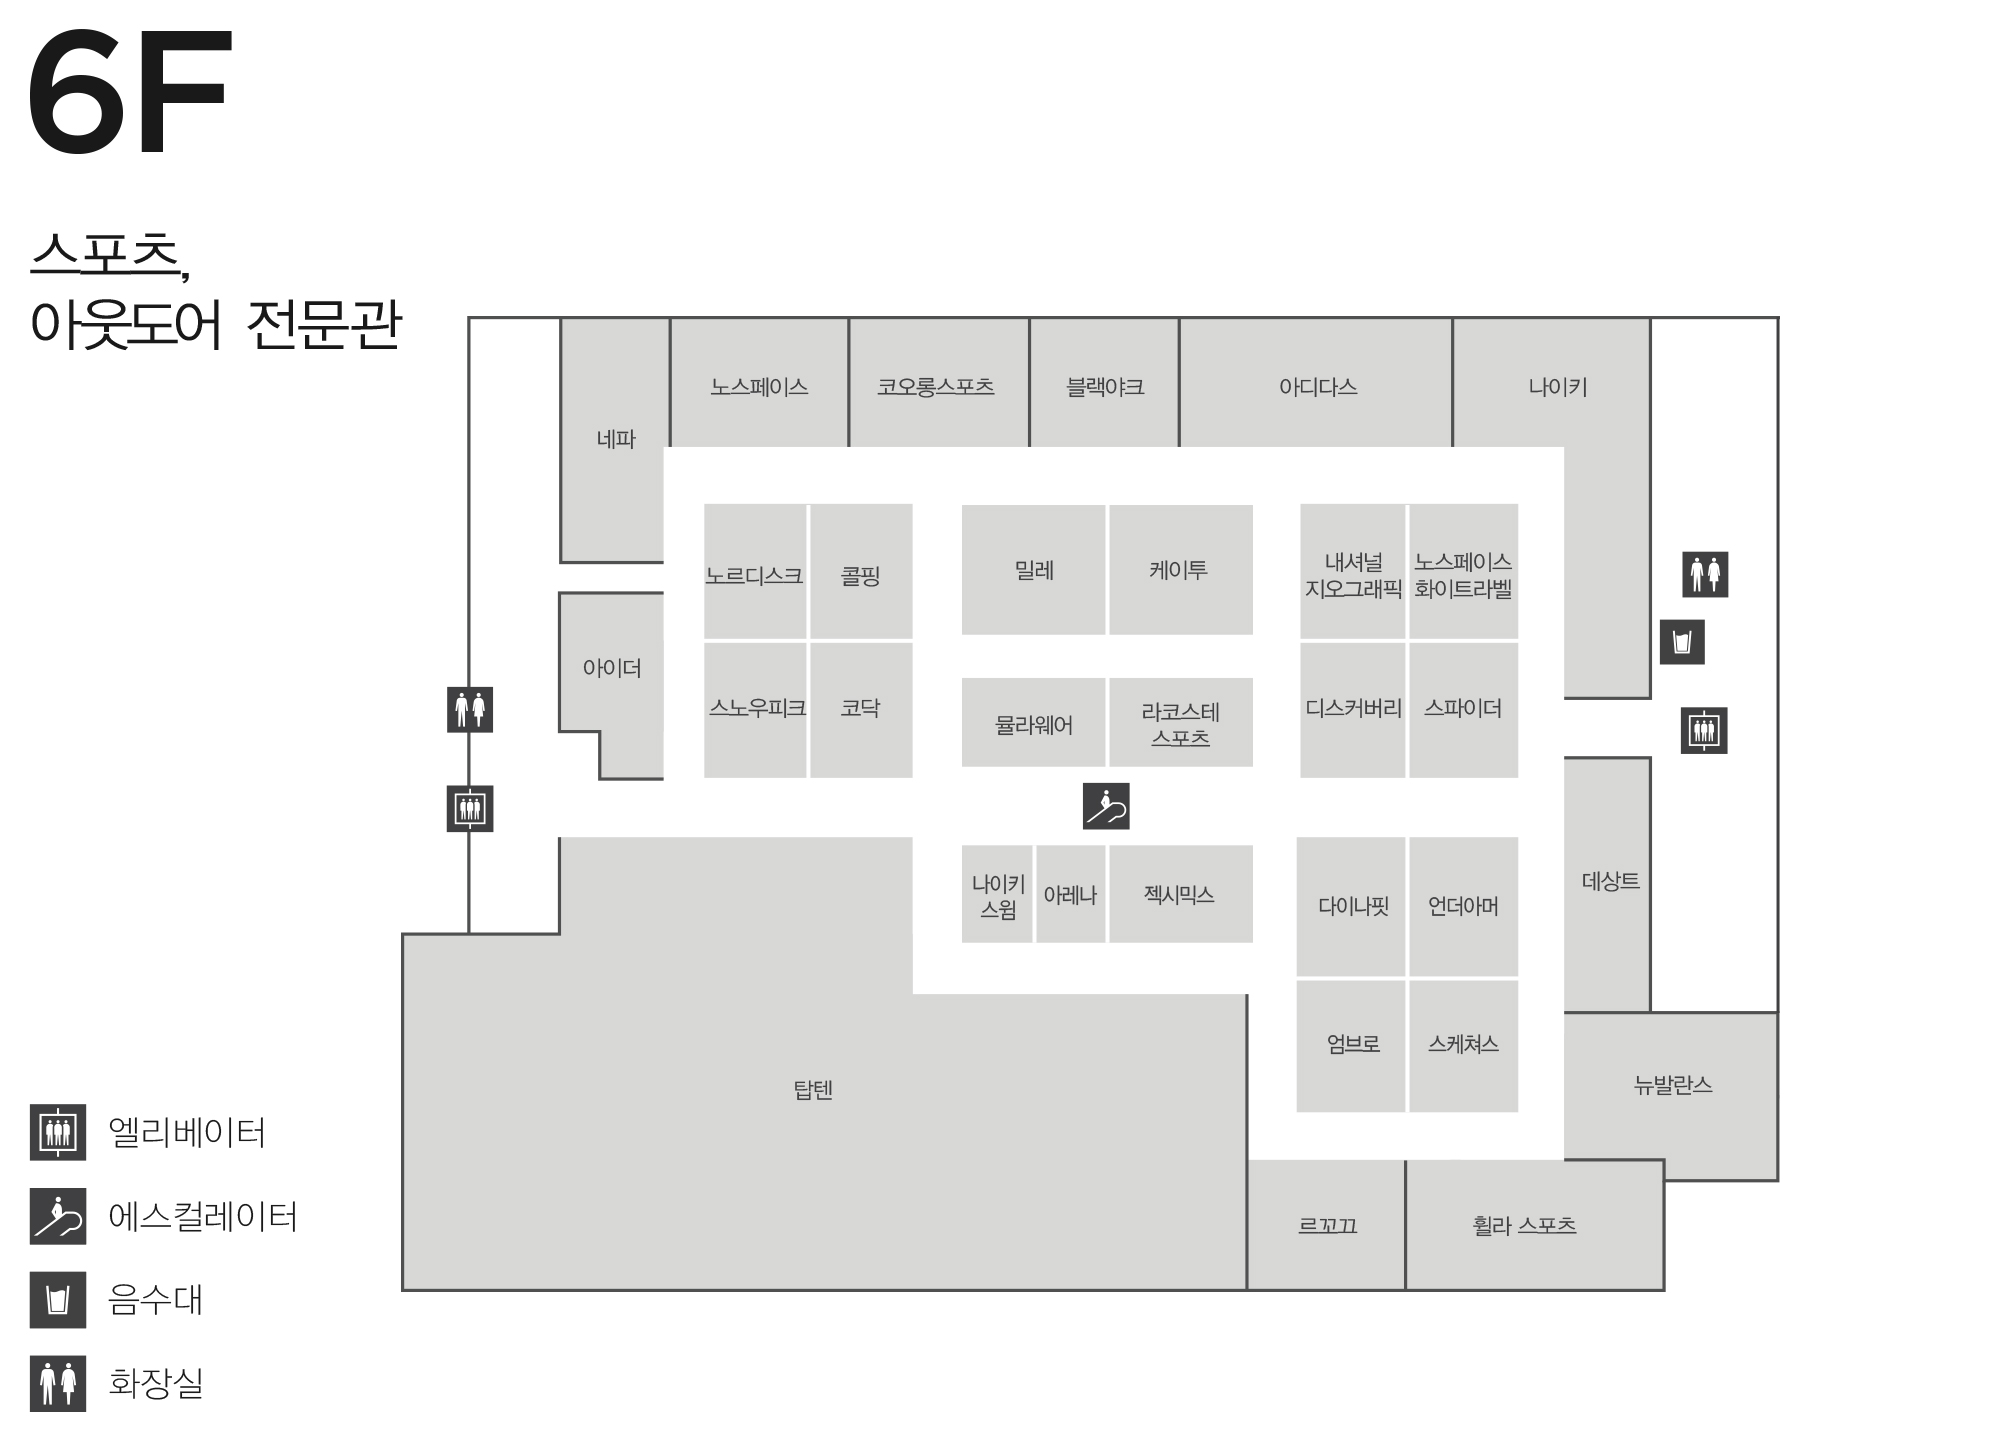 6F
스포츠,
아웃도어 전문관
노스페이스
코오롱스포츠
블랙야크
아디다스
나이키
네파
노르디스크
콜핑
밀레
케이투
내셔널
지오그래픽
노스페이스
화이트라벨
아이더
스노우피크
코닥
뮬라웨어
라코스테
스포츠
디스커버리
스파이더
나이키
스윔
아레나
젝시믹스
다이나핏
언더아머
데상트
엄브로
스케쳐스
탑텐
뉴발란스
르꼬끄
휠라 스포츠
엘리베이터
에스컬레이터
음수대
화장실